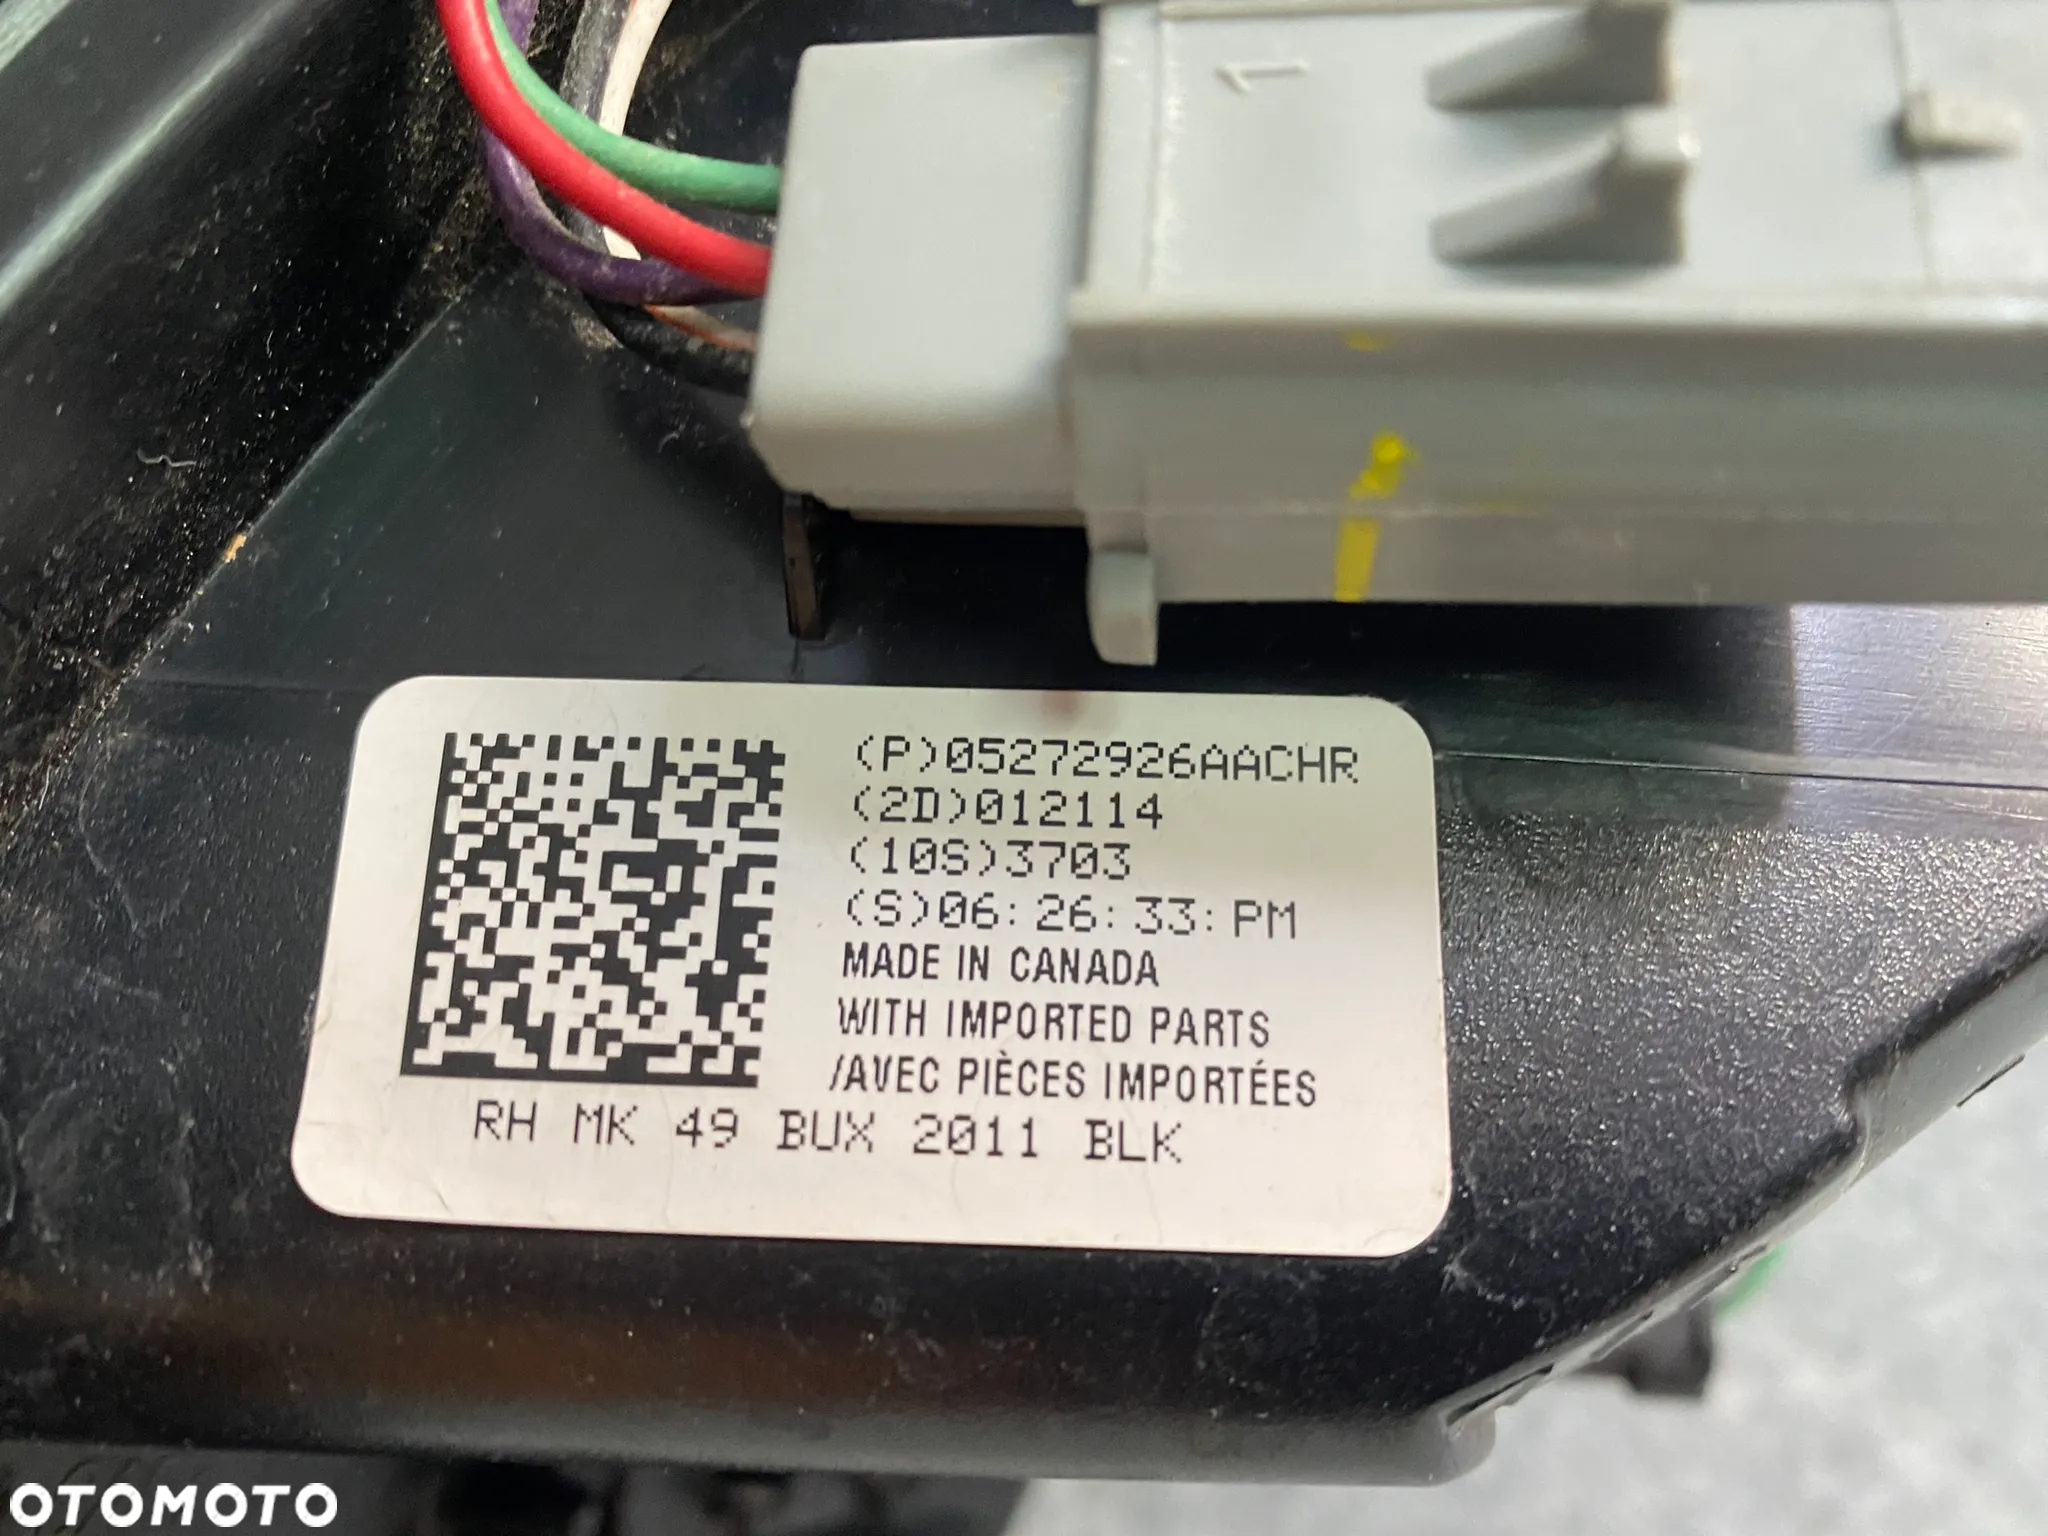 1
(P)05272926AACHR
(2D)012114
(10S)3703
(S)06:26:33:PM
MADE IN CANADA
WITH IMPORTED PARTS
/AVEC PIÈCES IMPORTÉES
RH MK 49 BUX 2011 BLK
OTOMOTO